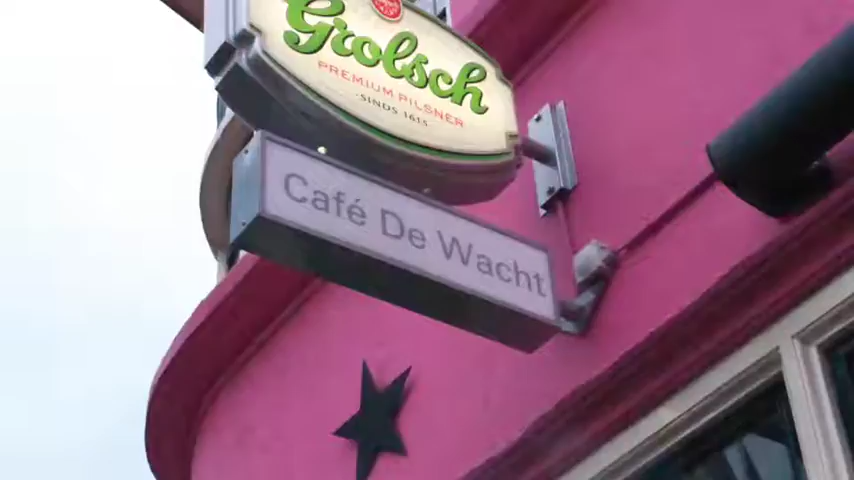 Grolsch
PREMIUM PILSNER
·SINDS 1615·
Café De Wacht